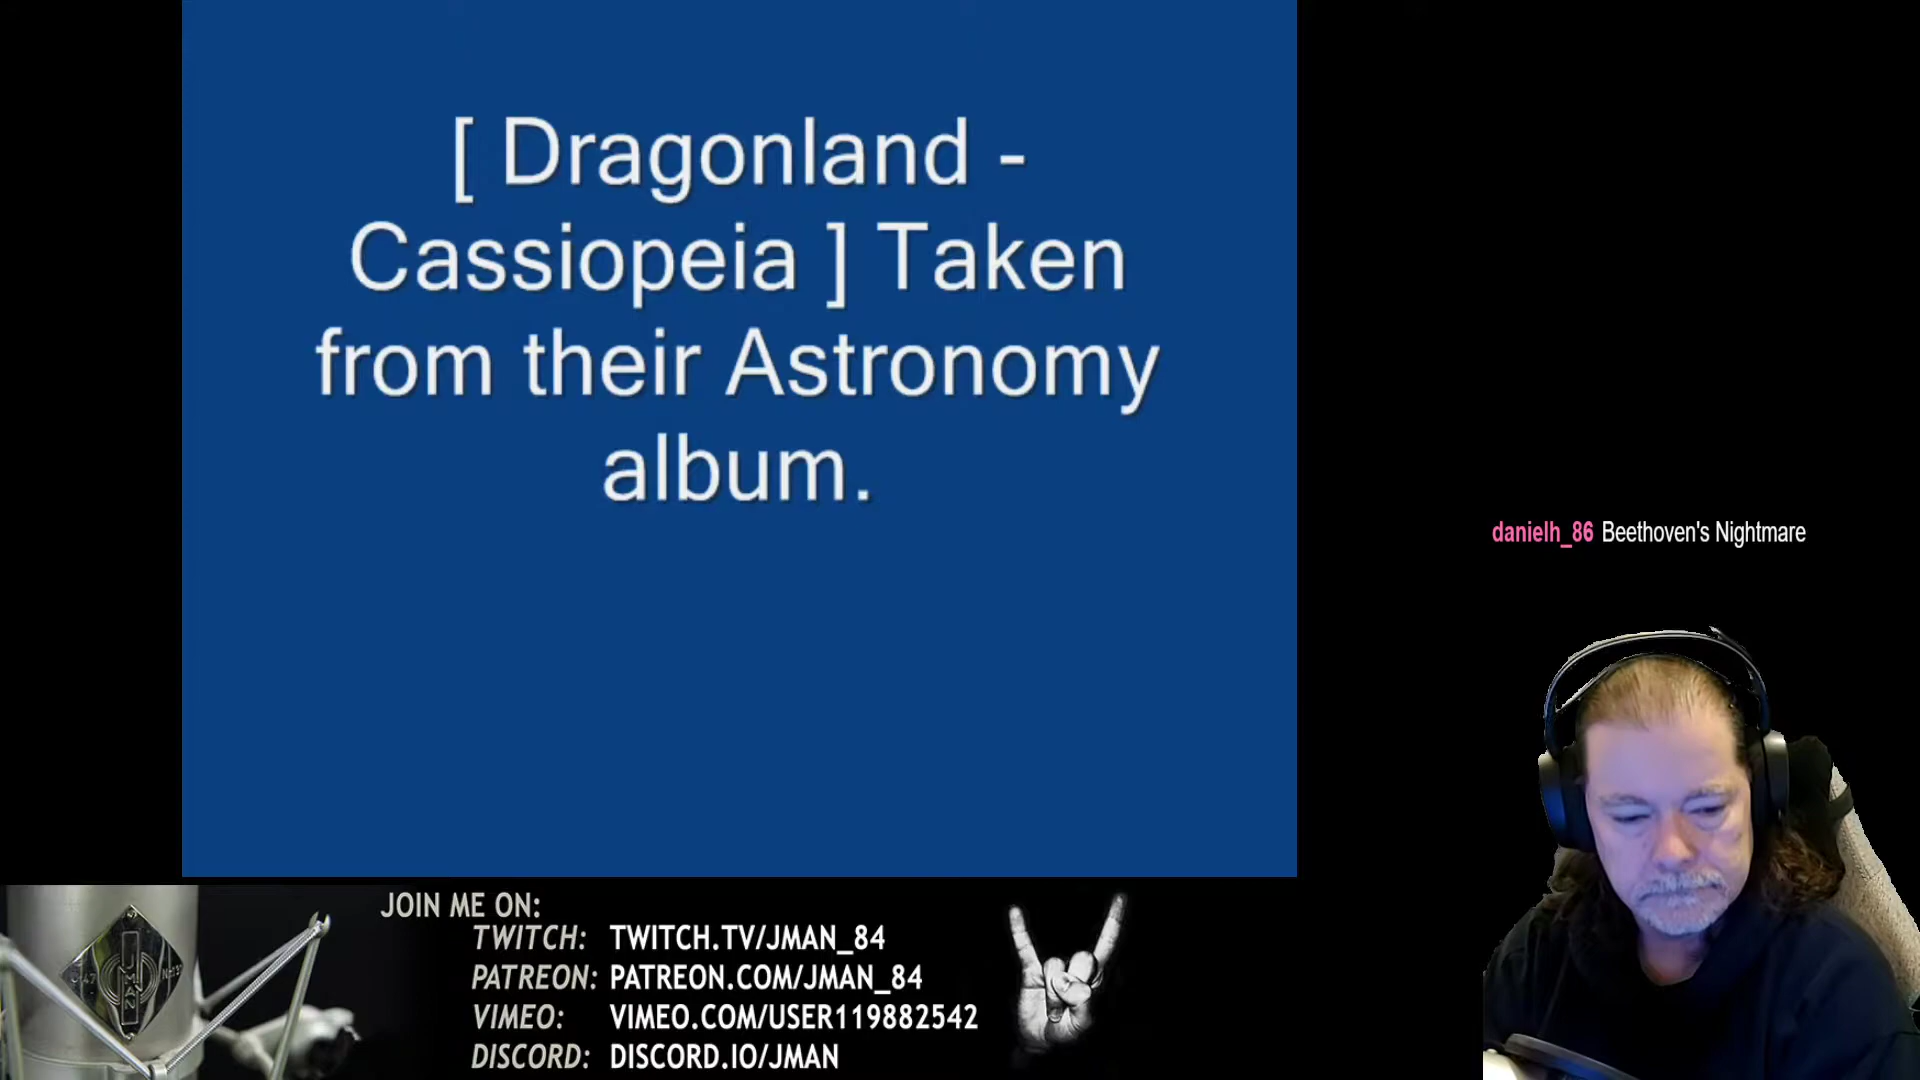 [ Dragonland -
Cassiopeia ] Taken
from their Astronomy
album.
danielh_86 Beethoven's Nightmare
JOIN ME ON:
TWITCH: TWITCH.TV/JMAN_84
PATREON: PATREON.COM/JMAN_84
VIMEO: VIMEO.COM/USER119882542
DISCORD: DISCORD.IO/JMAN
JMAN